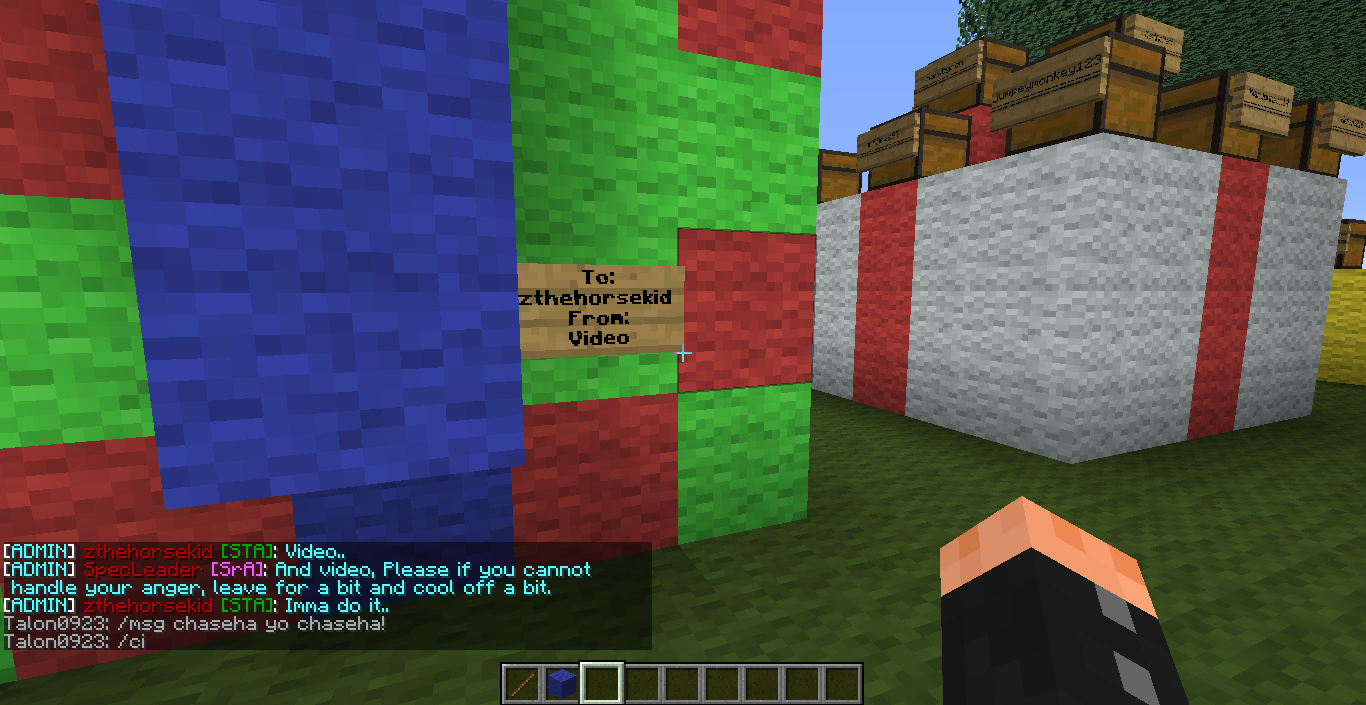 Jumpeymonkey123
To:
zthehorsekid
From:
Video
[ADMIN] zthehorsekid [STA]: Video..
[ADMIN] SpecLeader [SrA]: And video, Please if you cannot
handle your anger, leave for a bit and cool off a bit.
[ADMIN] zthehorsekid [STA]: Imma do it..
Talon0923: /msg chaseha yo chaseha!
Talon0923: /ci